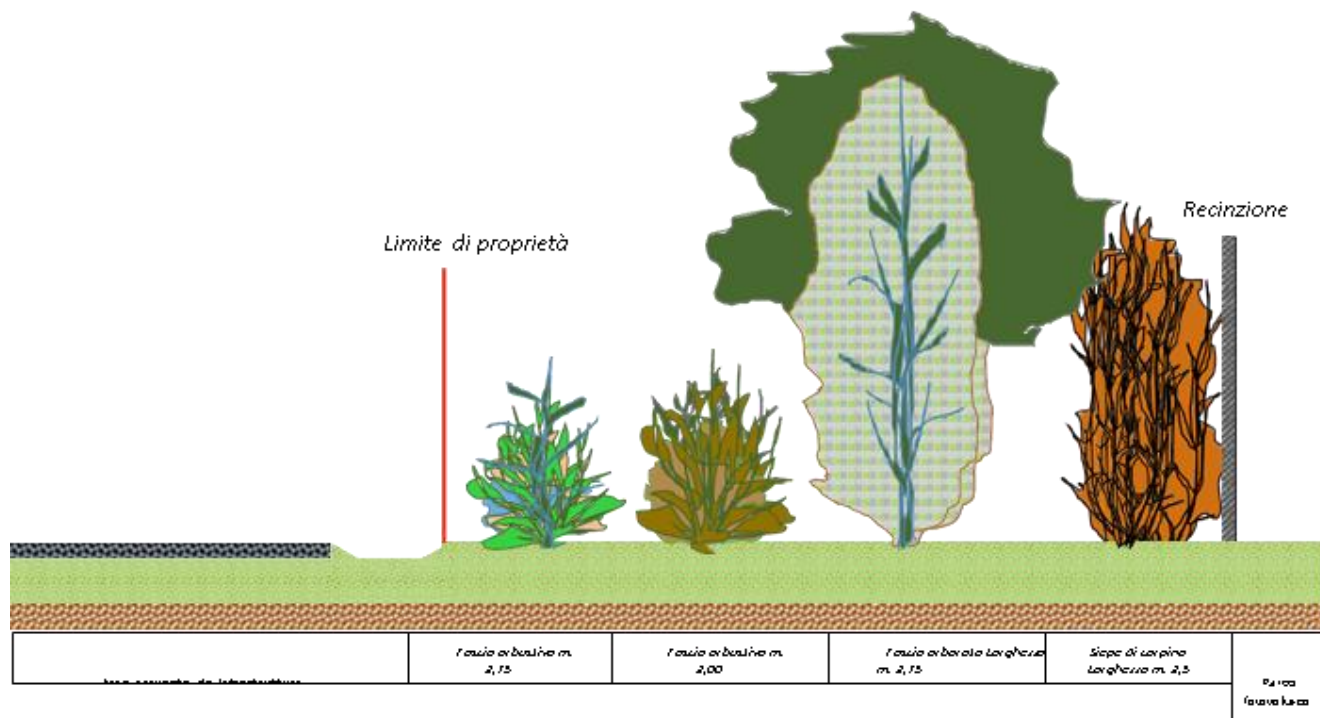 Recinzione
Limite di proprietà
Fascia arbustiva m.
2,15
Fascia arbustiva m.
2,00
Fascia arborata Larghezza
m. 2,15
Siepe di carpino
Larghezza m. 2,5
Parco
fotovoltaico